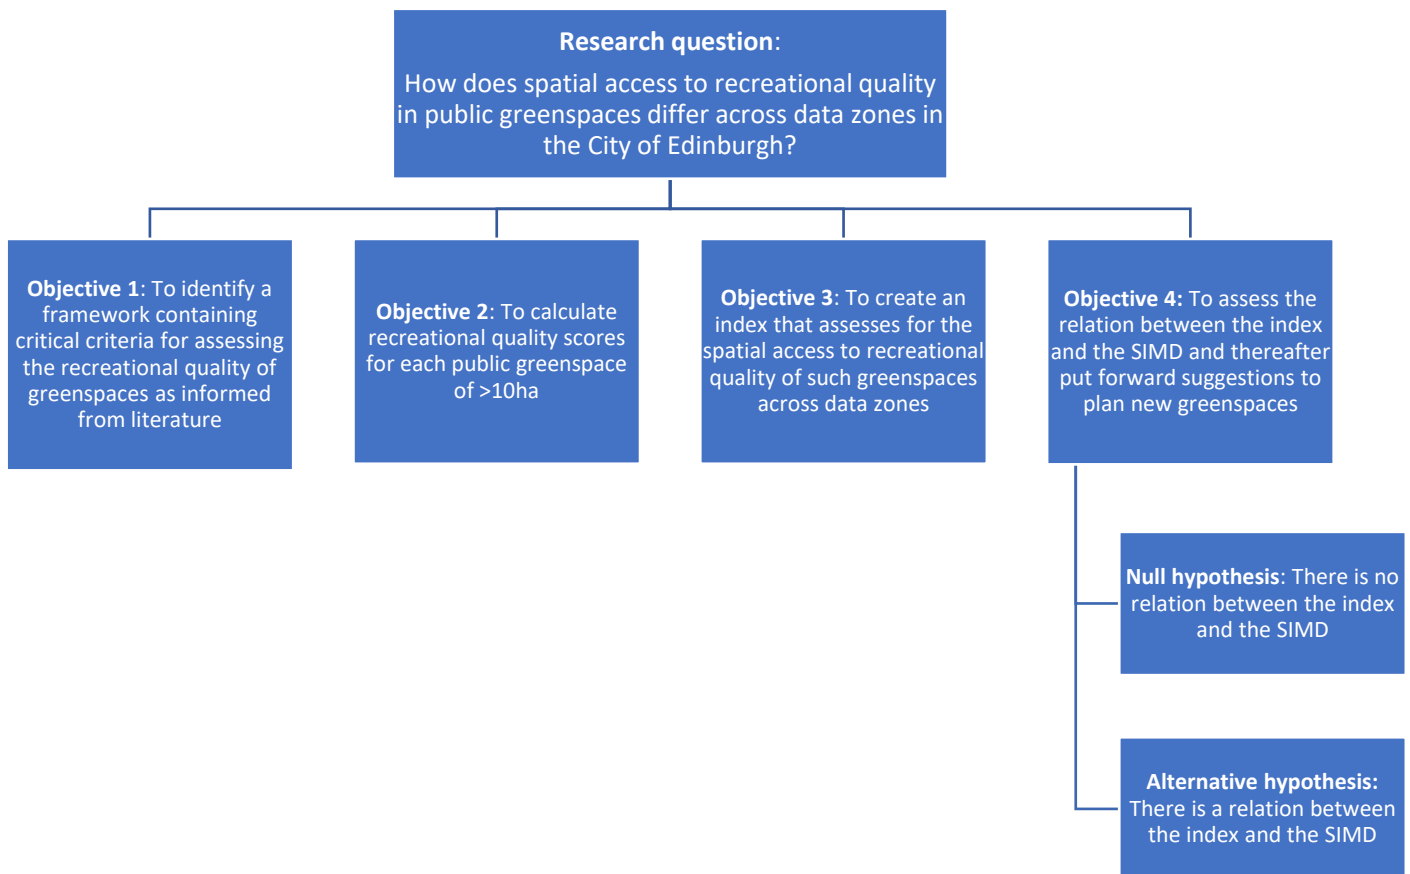 Research question:
How does spatial access to recreational quality
in public greenspaces differ across data zones in
the City of Edinburgh?
Objective 1: To identify a
framework containing
critical criteria for assessing
the recreational quality of
greenspaces as informed
from literature
Objective 2: To calculate
recreational quality scores
for each public greenspace
of >10ha
Objective 3: To create an
index that assesses for the
spatial access to recreational
quality of such greenspaces
across data zones
Objective 4: To assess the
relation between the index
and the SIMD and thereafter
put forward suggestions to
plan new greenspaces
Null hypothesis: There is no
relation between the index
and the SIMD
Alternative hypothesis:
There is a relation between
the index and the SIMD